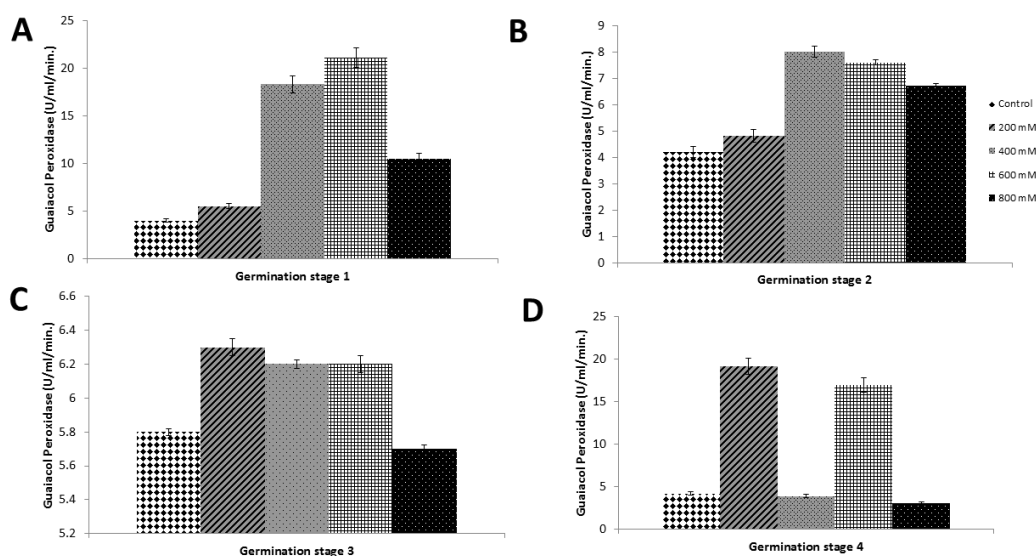 A
Guaiacol Peroxidase (U/ml/min.)
25
20
15
10
5
0
Germination stage 1
B
Guaiacol Peroxidase (U/ml/min.)
9
8
7
6
5
4
3
2
1
0
Germination stage 2
Control
200 mM
400 mM
600 mM
800 mM
C
Guaiacol Peroxidase (U/ml/min.)
6.6
6.4
6.2
6
5.8
5.6
5.4
5.2
Germination stage 3
D
Guaiacol Peroxidase (U/ml/min.)
25
20
15
10
5
0
Germination stage 4